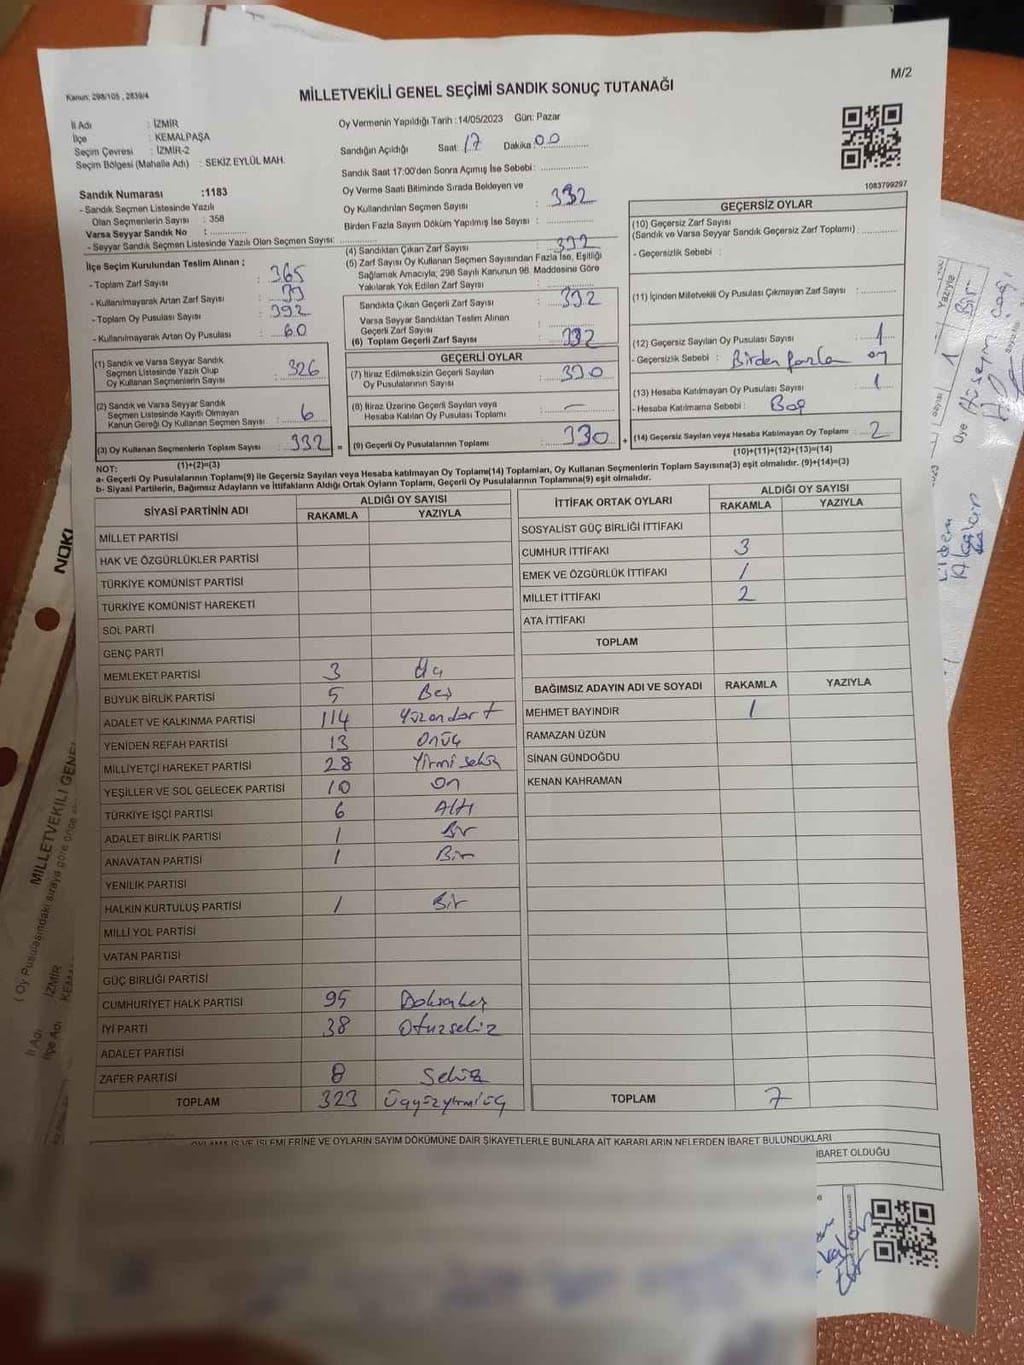 M/2
Kanun: 298/105 , 2839/4
MİLLETVEKİLİ GENEL SEÇİMİ SANDIK SONUÇ TUTANAĞI
İl Adı : İZMİR
İlçe : KEMALPAŞA
Seçim Çevresi : İZMİR-2
Seçim Bölgesi (Mahalle Adı) : SEKİZ EYLÜL MAH.
Sandık Numarası :1183
- Sandık Seçmen Listesinde Yazılı
Olan Seçmenlerin Sayısı : 358
Varsa Seyyar Sandık No :
- Seyyar Sandık Seçmen Listesinde Yazılı Olan Seçmen Sayısı:
Oy Vermenin Yapıldığı Tarih :14/05/2023 Gün: Pazar
Sandığın Açıldığı Saat: 17 Dakika 00
Sandık Saat 17:00'den Sonra Açımış İse Sebebi:
Oy Verme Saati Bitiminde Sırada Bekleyen ve
Oy Kullandırılan Seçmen Sayısı : 332
Birden Fazla Sayım Döküm Yapılmış İse Sayısı :
1083799297
İlçe Seçim Kurulundan Teslim Alınan ;
- Toplam Zarf Sayısı : 365
- Kullanılmayarak Artan Zarf Sayısı : 33
- Toplam Oy Pusulası Sayısı : 392
- Kullanılmayarak Artan Oy Pusulası : 60
(1) Sandık ve Varsa Seyyar Sandık
Seçmen Listesinde Yazılı Olup
Oy Kullanan Seçmenlerin Sayısı : 326
(2) Sandık ve Varsa Seyyar Sandık
Seçmen Listesinde Kayıtlı Olmayan
Kanun Gereği Oy Kullanan Seçmen Sayısı : 6
(3) Oy Kullanan Seçmenlerin Toplam Sayısı : 332 =
(1)+(2)=(3)
(4) Sandıktan Çıkan Zarf Sayısı : 332
(5) Zarf Sayısı Oy Kullanan Seçmen Sayısından Fazla İse, Eşitliği
Sağlamak Amacıyla, 298 Sayılı Kanunun 98. Maddesine Göre
Yakılarak Yok Edilen Zarf Sayısı :
Sandıkta Çıkan Geçerli Zarf Sayısı : 332
Varsa Seyyar Sandıktan Teslim Alınan
Geçerli Zarf Sayısı :
(6) Toplam Geçerli Zarf Sayısı : 332
GEÇERLİ OYLAR
(7) İtiraz Edilmeksizin Geçerli Sayılan
Oy Pusulalarının Sayısı : 330
(8) İtiraz Üzerine Geçerli Sayılan veya
Hesaba Katılan Oy Pusulası Toplamı : —
(9) Geçerli Oy Pusulalarının Toplamı : 330 +
GEÇERSİZ OYLAR
(10) Geçersiz Zarf Sayısı
(Sandık ve Varsa Seyyar Sandık Geçersiz Zarf Toplamı) :
- Geçersizlik Sebebi :
(11) İçinden Milletvekili Oy Pusulası Çıkmayan Zarf Sayısı :
(12) Geçersiz Sayılan Oy Pusulası Sayısı : 1
- Geçersizlik Sebebi : Birden fazla oy
(13) Hesaba Katılmayan Oy Pusulası Sayısı : 1
- Hesaba Katılmama Sebebi : Boş
(14) Geçersiz Sayılan veya Hesaba Katılmayan Oy Toplamı : 2
(10)+(11)+(12)+(13)=(14)
NOT:
a- Geçerli Oy Pusulalarının Toplamı(9) ile Geçersiz Sayılan veya Hesaba katılmayan Oy Toplamı(14) Toplamları, Oy Kullanan Seçmenlerin Toplam Sayısına(3) eşit olmalıdır. (9)+(14)=(3)
b- Siyasi Partilerin, Bağımsız Adayların ve İttifakların Aldığı Ortak Oyların Toplamı, Geçerli Oy Pusulalarının Toplamına(9) eşit olmalıdır.
SİYASİ PARTİNİN ADI ALDIĞI OY SAYISI
RAKAMLA YAZIYLA
MİLLET PARTİSİ
HAK VE ÖZGÜRLÜKLER PARTİSİ
TÜRKİYE KOMÜNİST PARTİSİ
TÜRKİYE KOMÜNİST HAREKETİ
SOL PARTİ
GENÇ PARTİ
MEMLEKET PARTİSİ 3 Üç
BÜYÜK BİRLİK PARTİSİ 5 Beş
ADALET VE KALKINMA PARTİSİ 114 Yüzondört
YENİDEN REFAH PARTİSİ 13 Onüç
MİLLİYETÇİ HAREKET PARTİSİ 28 Yirmisekiz
YEŞİLLER VE SOL GELECEK PARTİSİ 10 On
TÜRKİYE İŞÇİ PARTİSİ 6 Altı
ADALET BİRLİK PARTİSİ 1 Bir
ANAVATAN PARTİSİ 1 Bir
YENİLİK PARTİSİ
HALKIN KURTULUŞ PARTİSİ 1 Bir
MİLLİ YOL PARTİSİ
VATAN PARTİSİ
GÜÇ BİRLİĞİ PARTİSİ
CUMHURİYET HALK PARTİSİ 95 Doksanbeş
İYİ PARTİ 38 Otuzsekiz
ADALET PARTİSİ
ZAFER PARTİSİ 8 Sekiz
TOPLAM 323 Üçyüzyirmiüç
İTTİFAK ORTAK OYLARI ALDIĞI OY SAYISI
RAKAMLA YAZIYLA
SOSYALİST GÜÇ BİRLİĞİ İTTİFAKI
CUMHUR İTTİFAKI 3
EMEK VE ÖZGÜRLÜK İTTİFAKI 1
MİLLET İTTİFAKI 2
ATA İTTİFAKI
TOPLAM
BAĞIMSIZ ADAYIN ADI VE SOYADI RAKAMLA YAZIYLA
MEHMET BAYINDIR 1
RAMAZAN ÜZÜN
SİNAN GÜNDOĞDU
KENAN KAHRAMAN
TOPLAM 7
OYLAMA İŞ VE İŞLEMLERİNE VE OYLARIN SAYIM DÖKÜMÜNE DAİR ŞİKAYETLERLE BUNLARA AİT KARARLARIN NELERDEN İBARET BULUNDUKLARI
İBARET OLDUĞU
NOKI
MİLLETVEKİLİ GENEL
( Oy Pusulasındaki sıraya göre önce
İl Adı İZMİR
İlçe Adı KEM
Yazıyla
Bir
sayısı 1
Üye